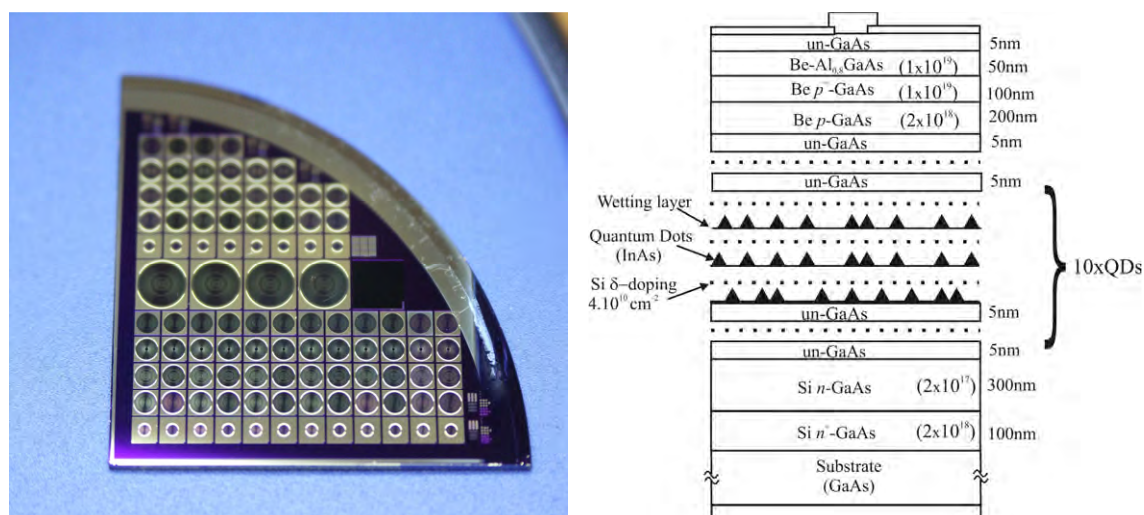 un-GaAs 5nm
Be-Al0.8GaAs (1x10¹⁹) 50nm
Be p⁺-GaAs (1x10¹⁹) 100nm
Be p-GaAs (2x10¹⁸) 200nm
un-GaAs 5nm
un-GaAs 5nm
Wetting layer
Quantum Dots
(InAs)
10xQDs
Si δ-doping
4.10¹⁰cm⁻²
un-GaAs 5nm
un-GaAs 5nm
Si n-GaAs (2x10¹⁷) 300nm
Si n⁺-GaAs (2x10¹⁸) 100nm
Substrate
(GaAs)